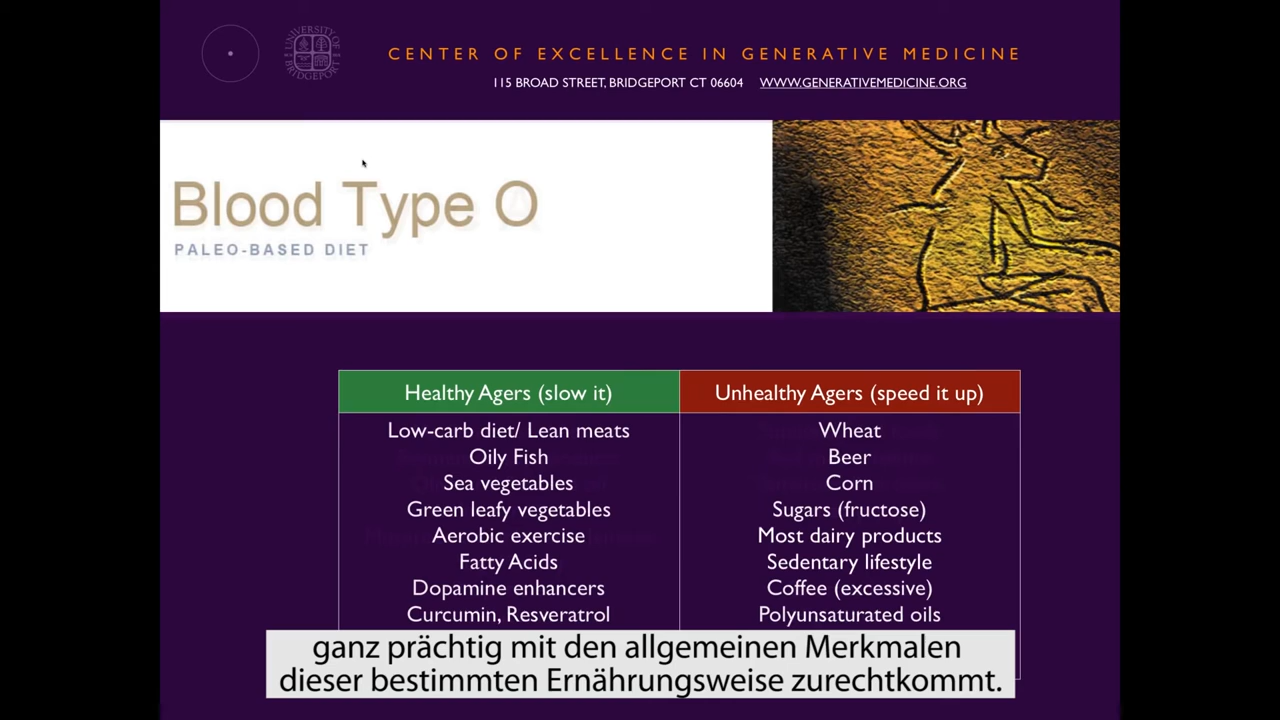 UNIVERSITY OF
BRIDGEPORT
CENTER OF EXCELLENCE IN GENERATIVE MEDICINE
115 BROAD STREET, BRIDGEPORT CT 06604 WWW.GENERATIVEMEDICINE.ORG
Blood Type O
PALEO-BASED DIET
Healthy Agers (slow it) Unhealthy Agers (speed it up)
Low-carb diet/ Lean meats Wheat
Oily Fish Beer
Sea vegetables Corn
Green leafy vegetables Sugars (fructose)
Aerobic exercise Most dairy products
Fatty Acids Sedentary lifestyle
Dopamine enhancers Coffee (excessive)
Curcumin, Resveratrol Polyunsaturated oils
ganz prächtig mit den allgemeinen Merkmalen
dieser bestimmten Ernährungsweise zurechtkommt.